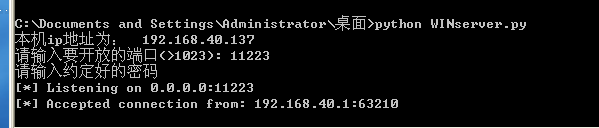 C:\Documents and Settings\Administrator\桌面>python WINserver.py
本机ip地址为:  192.168.40.137
请输入要开放的端口(>1023): 11223
请输入约定好的密码
[*] Listening on 0.0.0.0:11223
[*] Accepted connection from: 192.168.40.1:63210